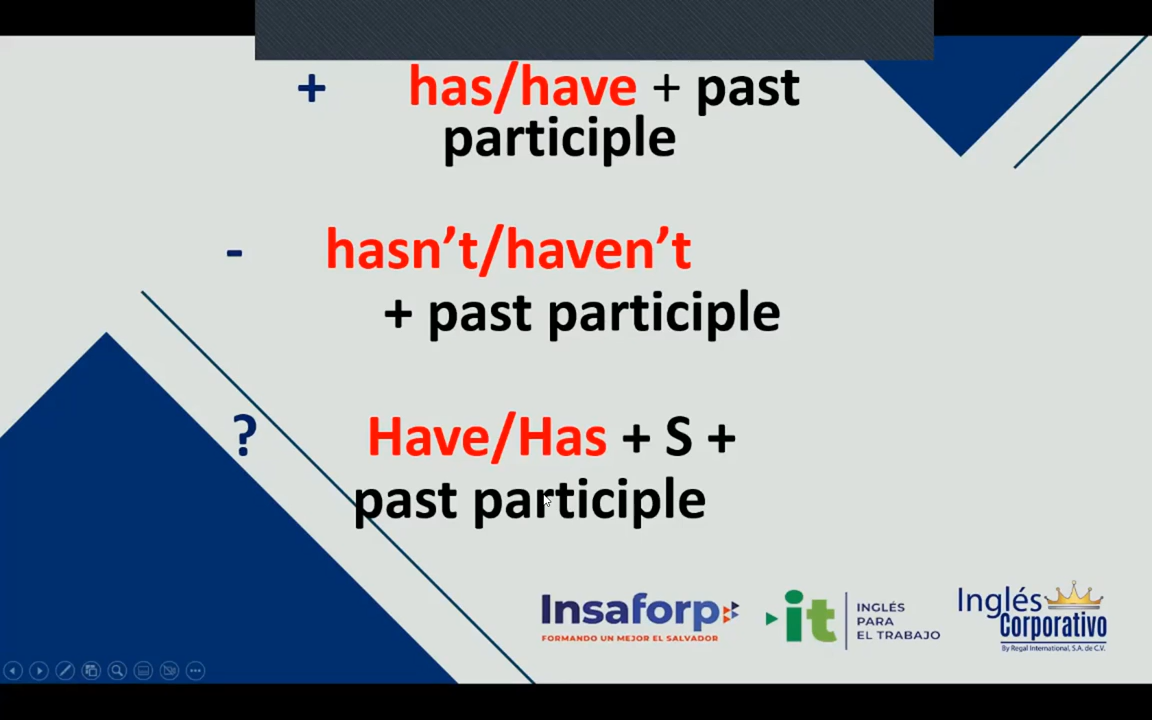 + has/have + past
participle
- hasn’t/haven’t
+ past participle
? Have/Has + S +
past participle
Insaforp
FORMANDO UN MEJOR EL SALVADOR
it
INGLÉS
PARA
EL TRABAJO
Inglés
Corporativo
By Regal International, S.A. de C.V.